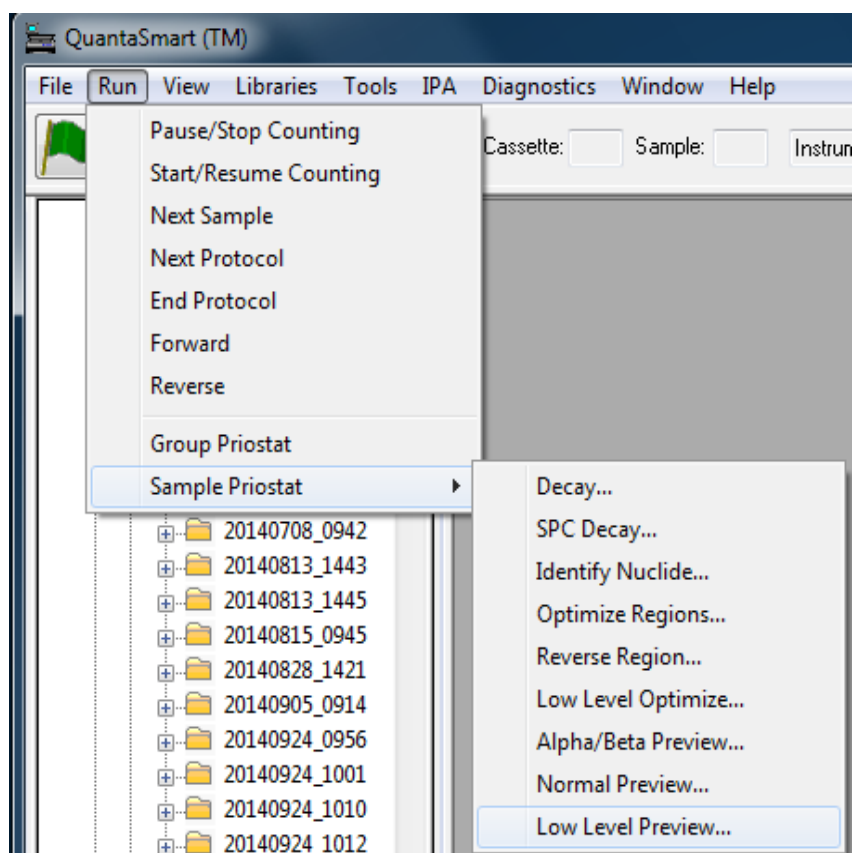 QuantaSmart (TM)
File Run View Libraries Tools IPA Diagnostics Window Help
Cassette: Sample: Instrum
Pause/Stop Counting
Start/Resume Counting
Next Sample
Next Protocol
End Protocol
Forward
Reverse
Group Priostat
Sample Priostat
Decay...
SPC Decay...
Identify Nuclide...
Optimize Regions...
Reverse Region...
Low Level Optimize...
Alpha/Beta Preview...
Normal Preview...
Low Level Preview...
20140708_0942
20140813_1443
20140813_1445
20140815_0945
20140828_1421
20140905_0914
20140924_0956
20140924_1001
20140924_1010
20140924_1012